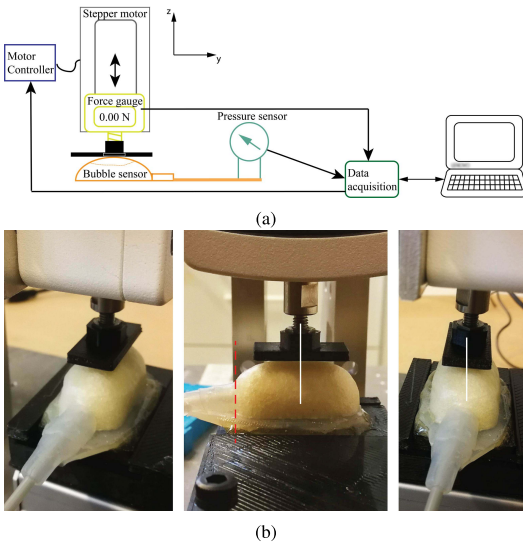 Stepper motor
z
y
Motor
Controller
Force gauge
0.00 N
Pressure sensor
Bubble sensor
Data
acquisition
(a)
(b)